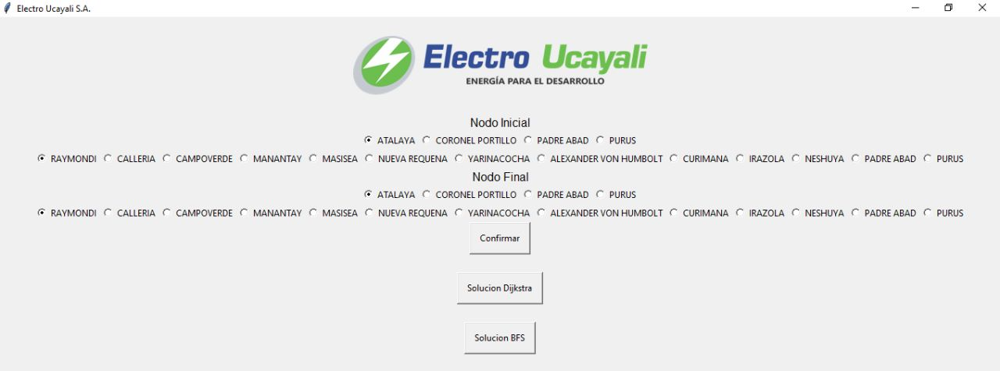 Electro Ucayali S.A.
Electro Ucayali
ENERGÍA PARA EL DESARROLLO
Nodo Inicial
ATALAYA CORONEL PORTILLO PADRE ABAD PURUS
RAYMONDI CALLERIA CAMPOVERDE MANANTAY MASISEA NUEVA REQUENA YARINACOCHA ALEXANDER VON HUMBOLT CURIMANA IRAZOLA NESHUYA PADRE ABAD PURUS
Nodo Final
ATALAYA CORONEL PORTILLO PADRE ABAD PURUS
RAYMONDI CALLERIA CAMPOVERDE MANANTAY MASISEA NUEVA REQUENA YARINACOCHA ALEXANDER VON HUMBOLT CURIMANA IRAZOLA NESHUYA PADRE ABAD PURUS
Confirmar
Solucion Dijkstra
Solucion BFS